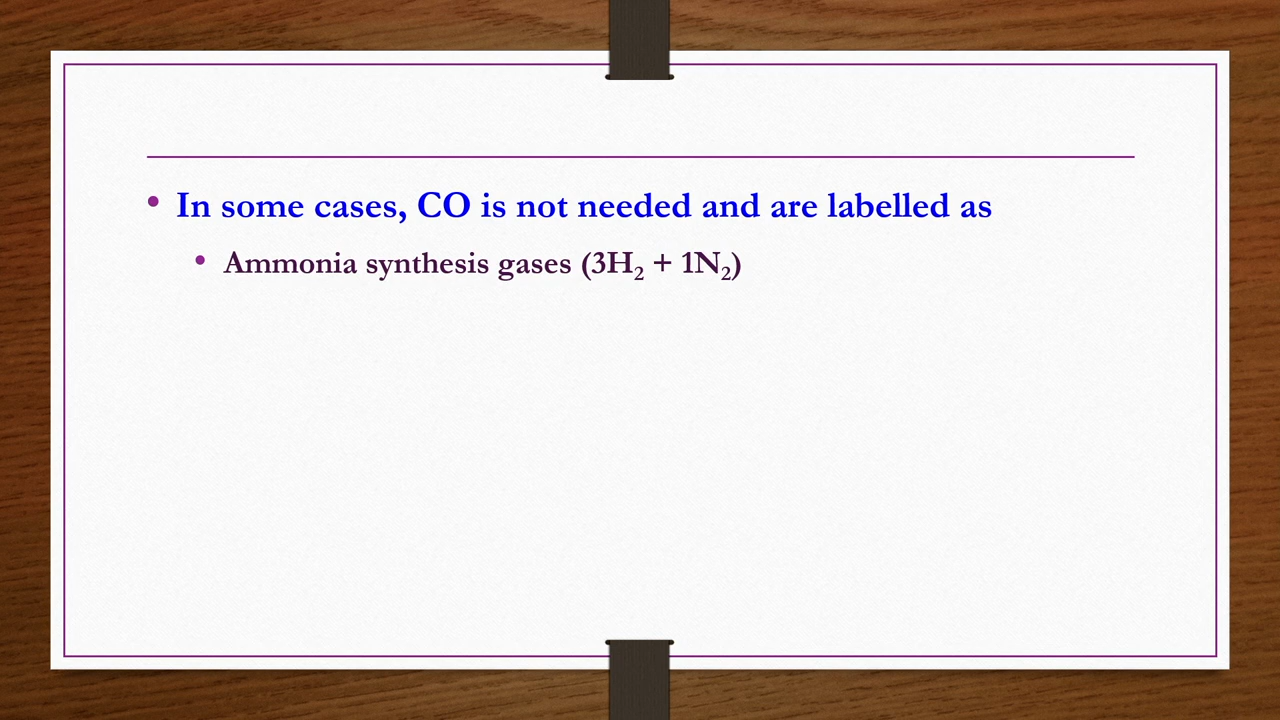 • In some cases, CO is not needed and are labelled as
• Ammonia synthesis gases (3H₂ + 1N₂)